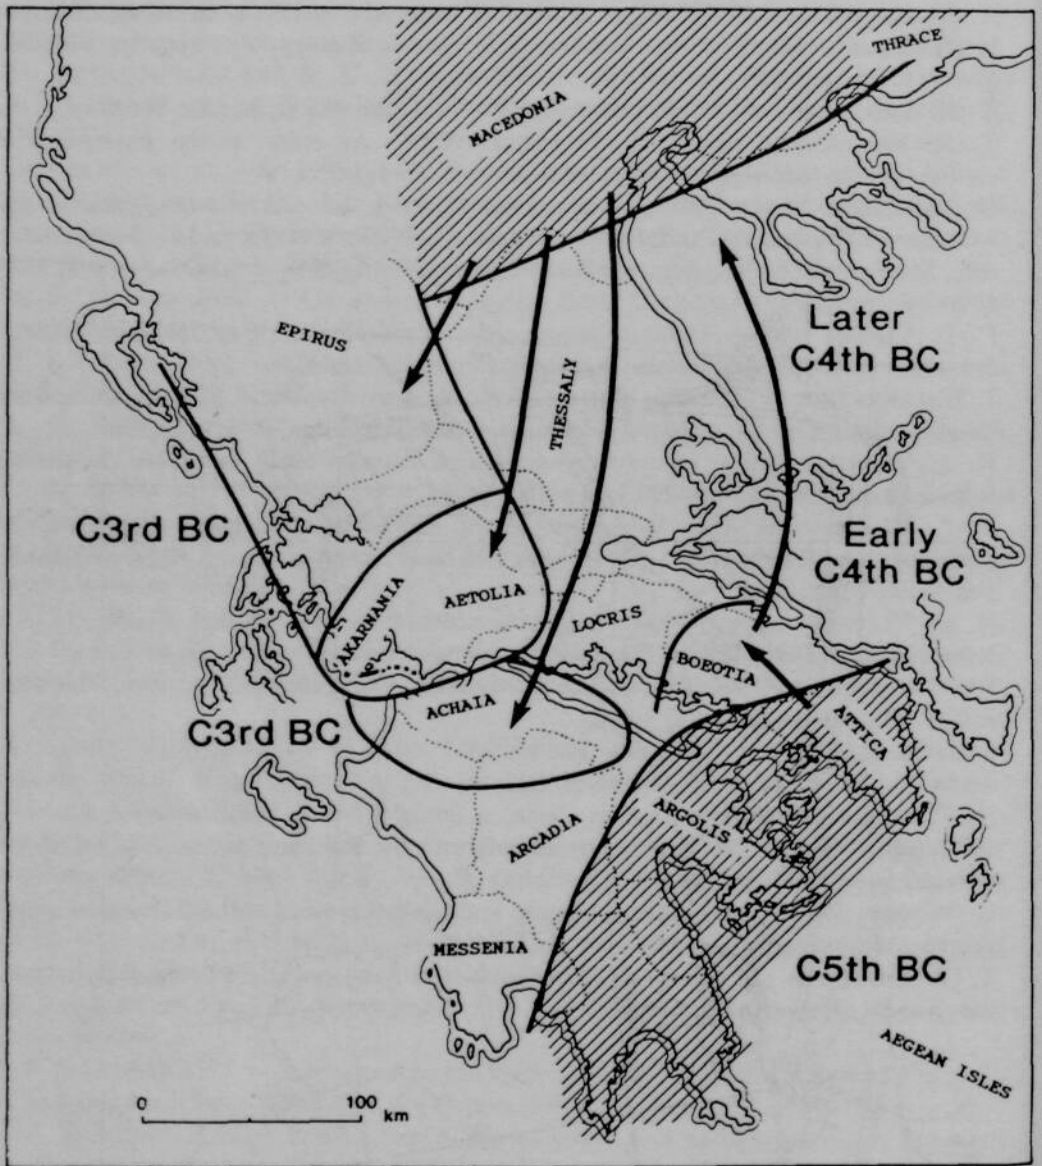 THRACE
MACEDONIA
EPIRUS
THESSALY
Later
C4th BC
C3rd BC
Early
C4th BC
AKARNANIA
AETOLIA
LOCRIS
BOEOTIA
ACHAIA
ATTICA
C3rd BC
ARGOLIS
ARCADIA
MESSENIA
C5th BC
AEGEAN ISLES
0
100
km